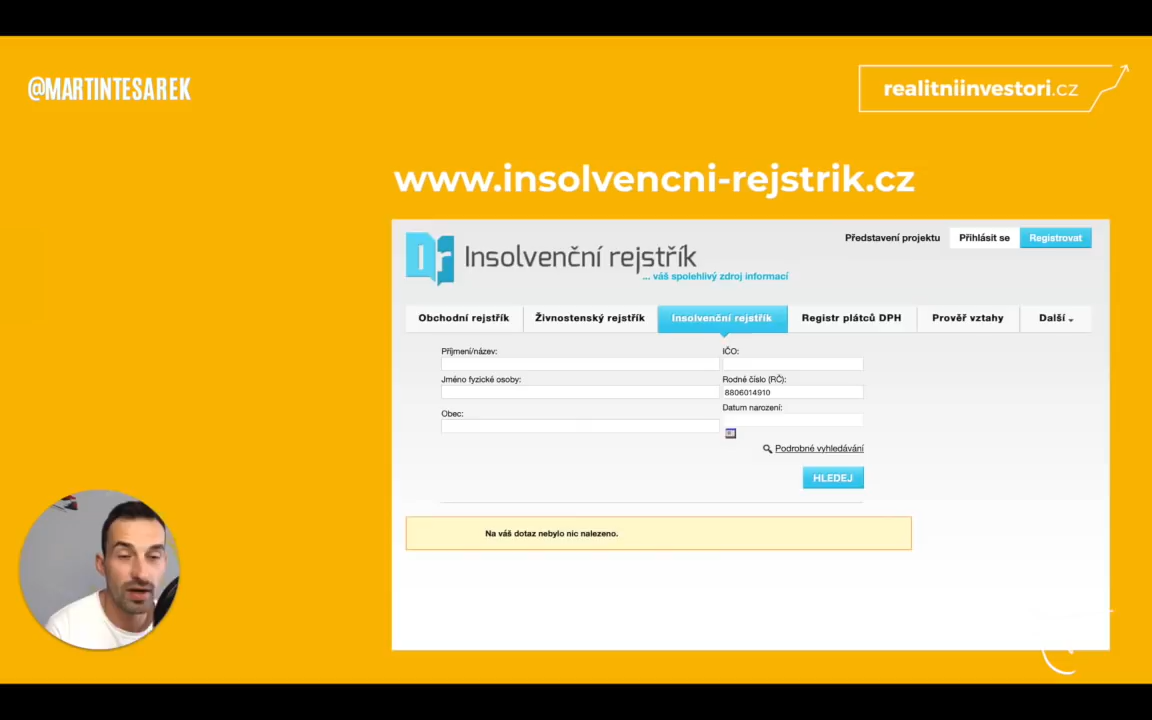 @MARTINTESAREK
realitniinvestori.cz
www.insolvencni-rejstrik.cz
Dr Insolvenční rejstřík
... váš spolehlivý zdroj informací
Představení projektu Přihlásit se Registrovat
Obchodní rejstřík Živnostenský rejstřík Insolvenční rejstřík Registr plátců DPH Prověř vztahy Další
Příjmení/název: IČO:
Jméno fyzické osoby: Rodné číslo (RČ):
8806014910
Obec: Datum narození:
Podrobné vyhledávání
HLEDEJ
Na váš dotaz nebylo nic nalezeno.